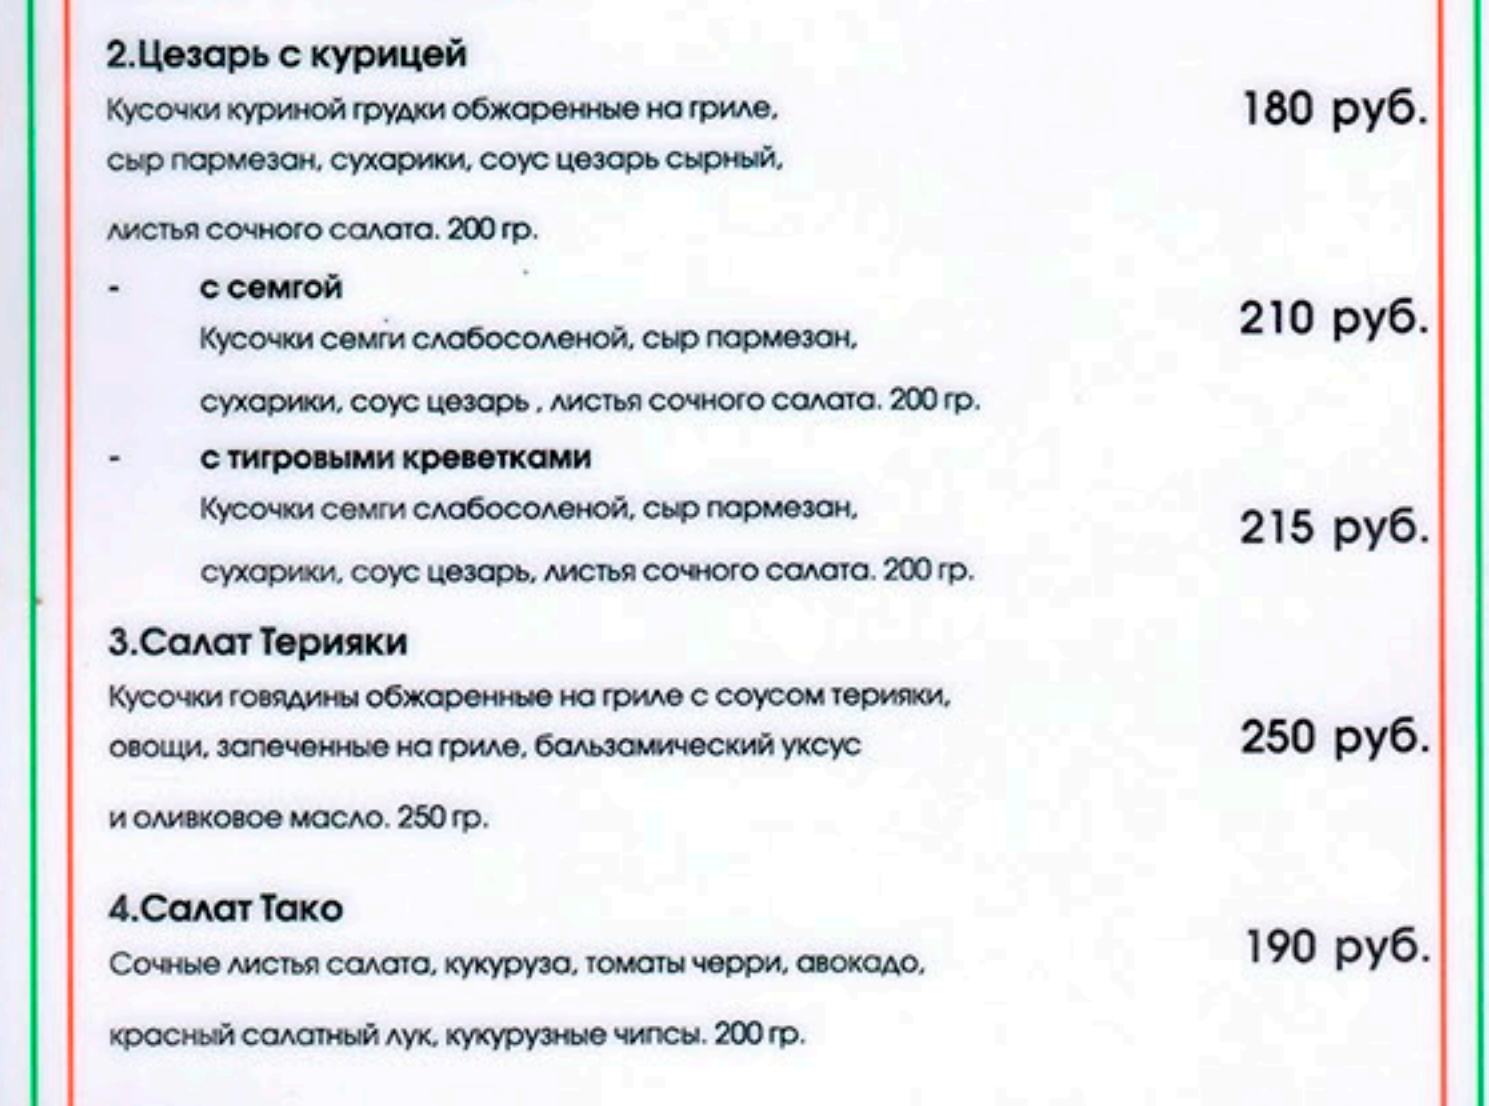 2.Цезарь с курицей
Кусочки куриной грудки обжаренные на гриле,
180 руб.
сыр пармезан, сухарики, соус цезарь сырный,
листья сочного салата. 200 гр.
- с семгой
210 руб.
Кусочки семги слабосоленой, сыр пармезан,
сухарики, соус цезарь , листья сочного салата. 200 гр.
- с тигровыми креветками
Кусочки семги слабосоленой, сыр пармезан,
215 руб.
сухарики, соус цезарь, листья сочного салата. 200 гр.
3.Салат Терияки
Кусочки говядины обжаренные на гриле с соусом терияки,
250 руб.
овощи, запеченные на гриле, бальзамический уксус
и оливковое масло. 250 гр.
4.Салат Тако
190 руб.
Сочные листья салата, кукуруза, томаты черри, авокадо,
красный салатный лук, кукурузные чипсы. 200 гр.